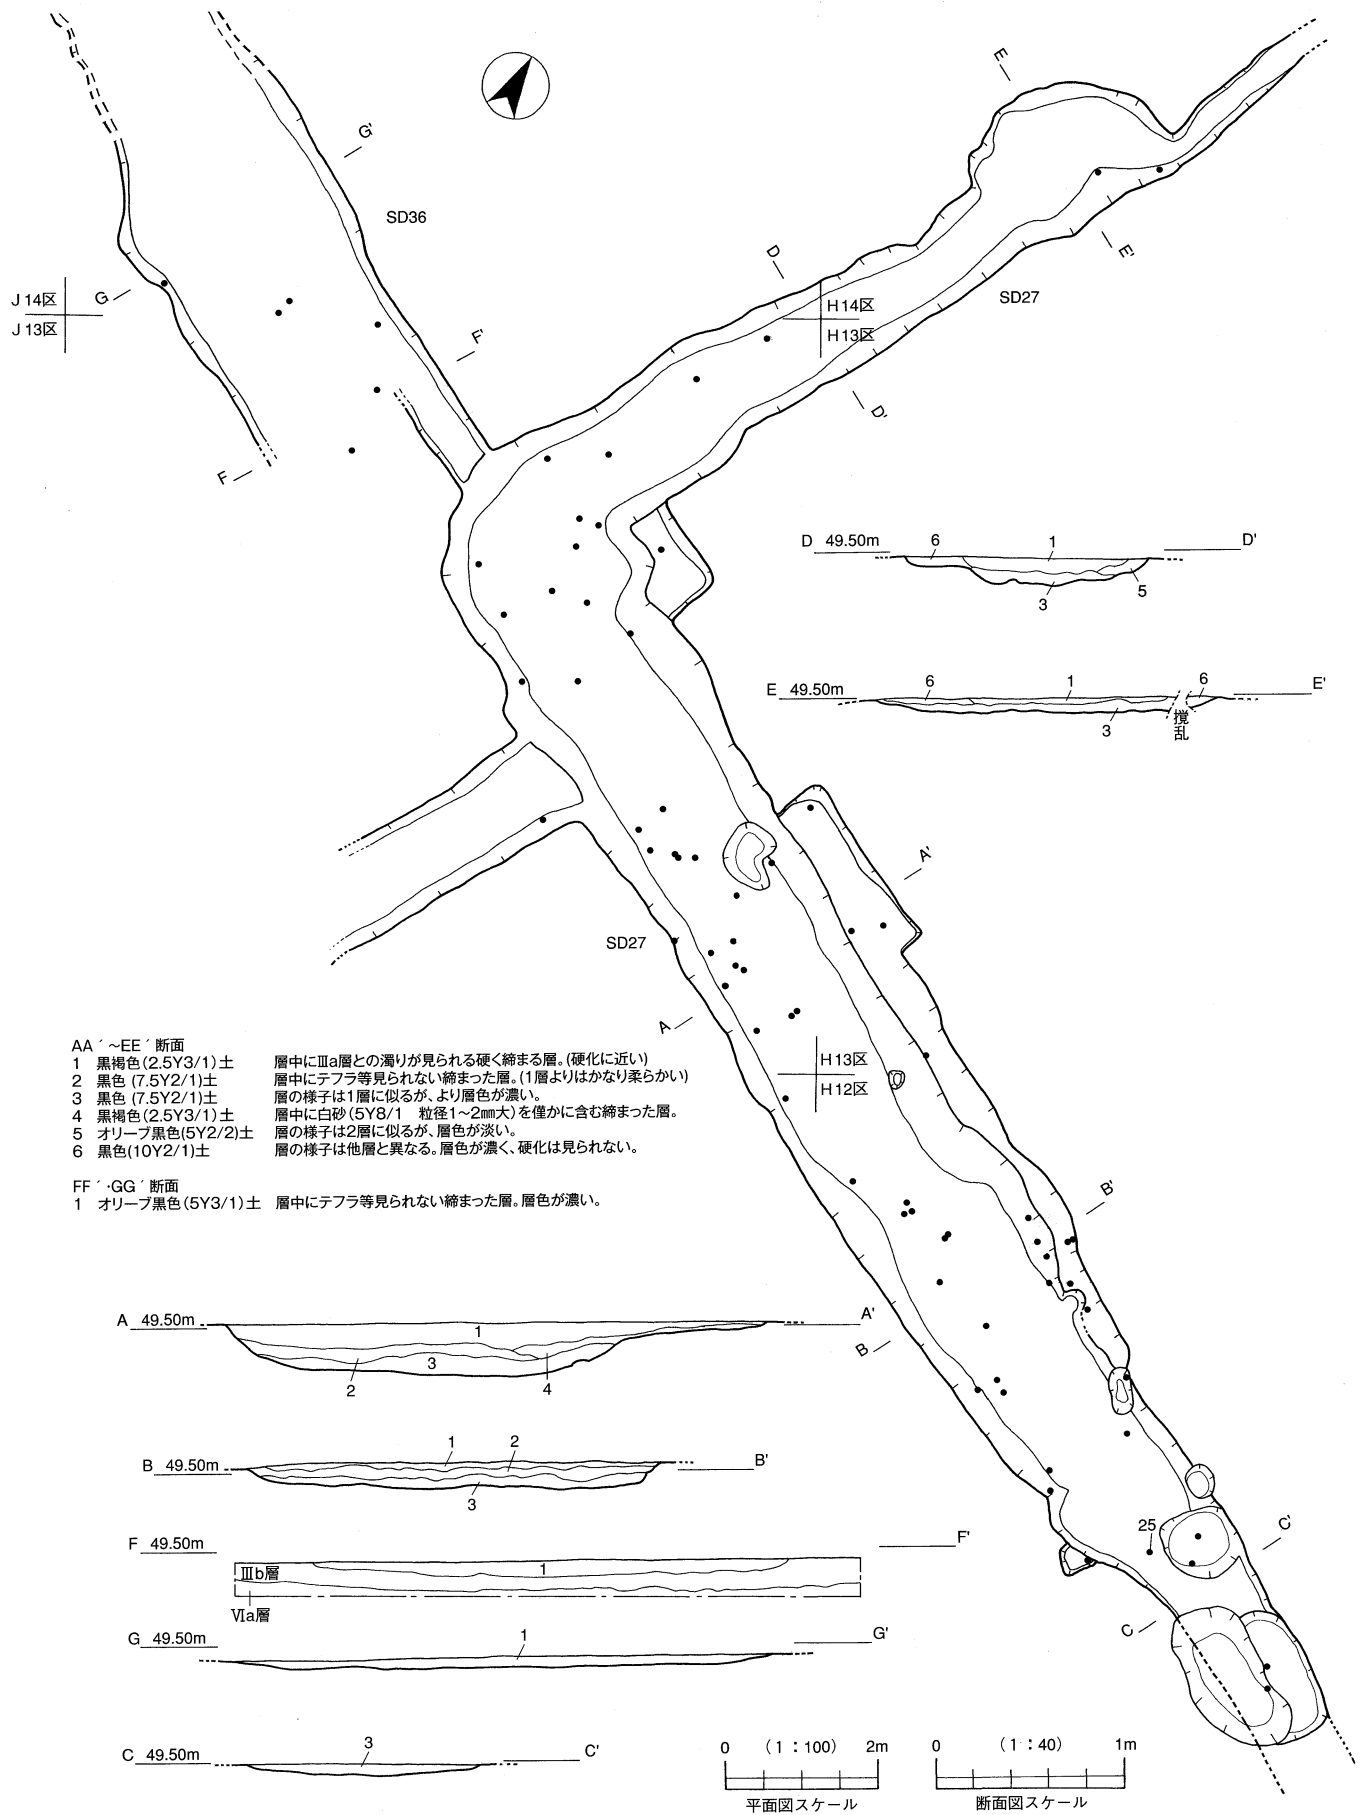 E
G'
SD36
D
E'
J14区
G
J13区
SD27
H14区
H13区
F'
D'
F
D 49.50m 6 1 D'
5
3
E 49.50m 6 1 6 E'
3
撹乱
A'
SD27
A
AA´～EE´断面
1 黒褐色(2.5Y3/1)土 層中にⅢa層との濁りが見られる硬く締まる層。(硬化に近い)
2 黒色(7.5Y2/1)土 層中にテフラ等見られない締まった層。(1層よりはかなり柔らかい)
3 黒色(7.5Y2/1)土 層の様子は1層に似るが、より層色が濃い。
4 黒褐色(2.5Y3/1)土 層中に白砂(5Y8/1 粒径1～2㎜大)を僅かに含む締まった層。
5 オリーブ黒色(5Y2/2)土 層の様子は2層に似るが、層色が淡い。
6 黒色(10Y2/1)土 層の様子は他層と異なる。層色が濃く、硬化は見られない。
FF´・GG´断面
1 オリーブ黒色(5Y3/1)土 層中にテフラ等見られない締まった層。層色が濃い。
H13区
H12区
B'
B
A 49.50m A'
1
3
2 4
B 49.50m 1 2 B'
3
25
C'
C
F 49.50m F'
Ⅲb層 1
Ⅵa層
G 49.50m 1 G'
C 49.50m 3 C'
0 (1：100) 2m
平面図スケール
0 (1：40) 1m
断面図スケール